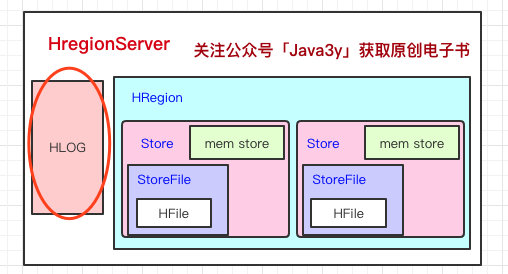 HregionServer
关注公众号「Java3y」获取原创电子书
HLOG
HRegion
Store
mem store
StoreFile
HFile
Store
mem store
StoreFile
HFile